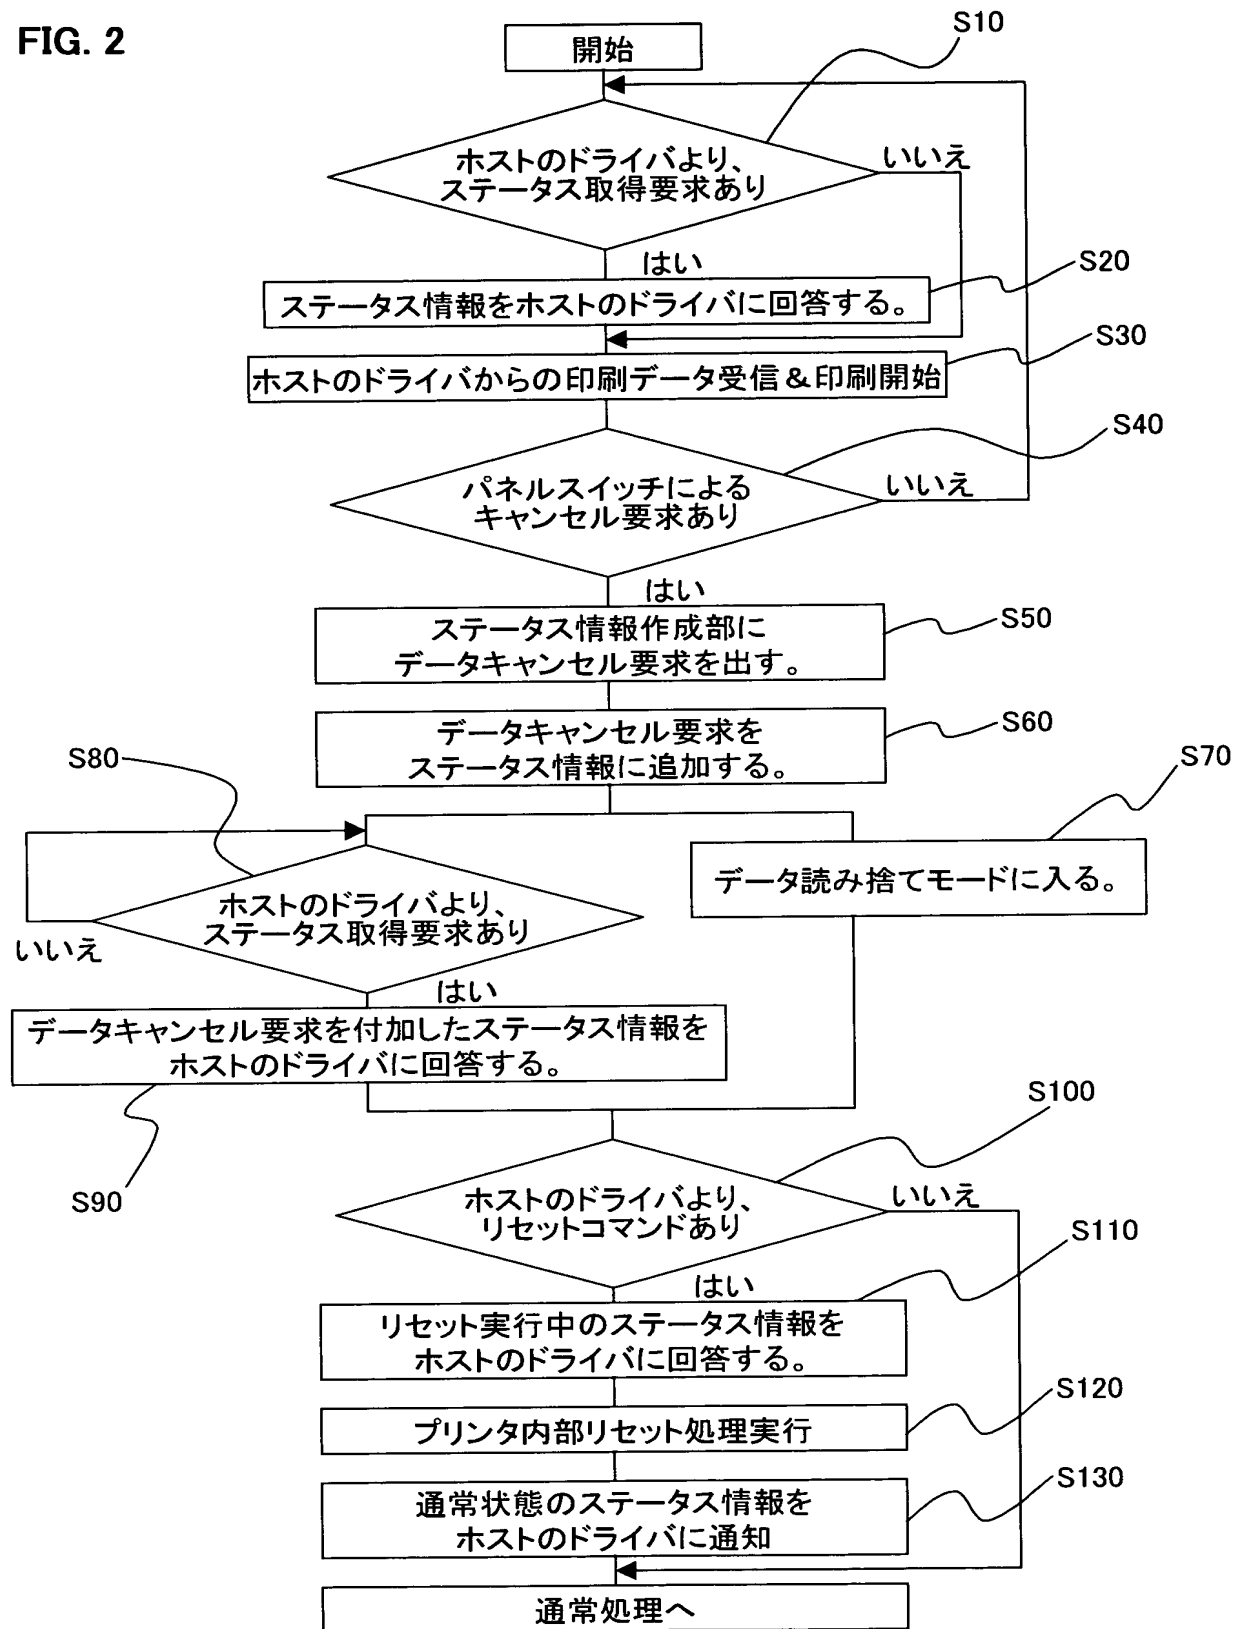 FIG. 2
開始
S10
ホストのドライバより、
ステータス取得要求あり
いいえ
はい
S20
ステータス情報をホストのドライバに回答する。
S30
ホストのドライバからの印刷データ受信＆印刷開始
S40
パネルスイッチによる
キャンセル要求あり
いいえ
はい
S50
ステータス情報作成部に
データキャンセル要求を出す。
S60
データキャンセル要求を
ステータス情報に追加する。
S70
S80
データ読み捨てモードに入る。
ホストのドライバより、
ステータス取得要求あり
いいえ
はい
データキャンセル要求を付加したステータス情報を
ホストのドライバに回答する。
S90
S100
ホストのドライバより、
リセットコマンドあり
いいえ
はい
S110
リセット実行中のステータス情報を
ホストのドライバに回答する。
S120
プリンタ内部リセット処理実行
S130
通常状態のステータス情報を
ホストのドライバに通知
通常処理へ